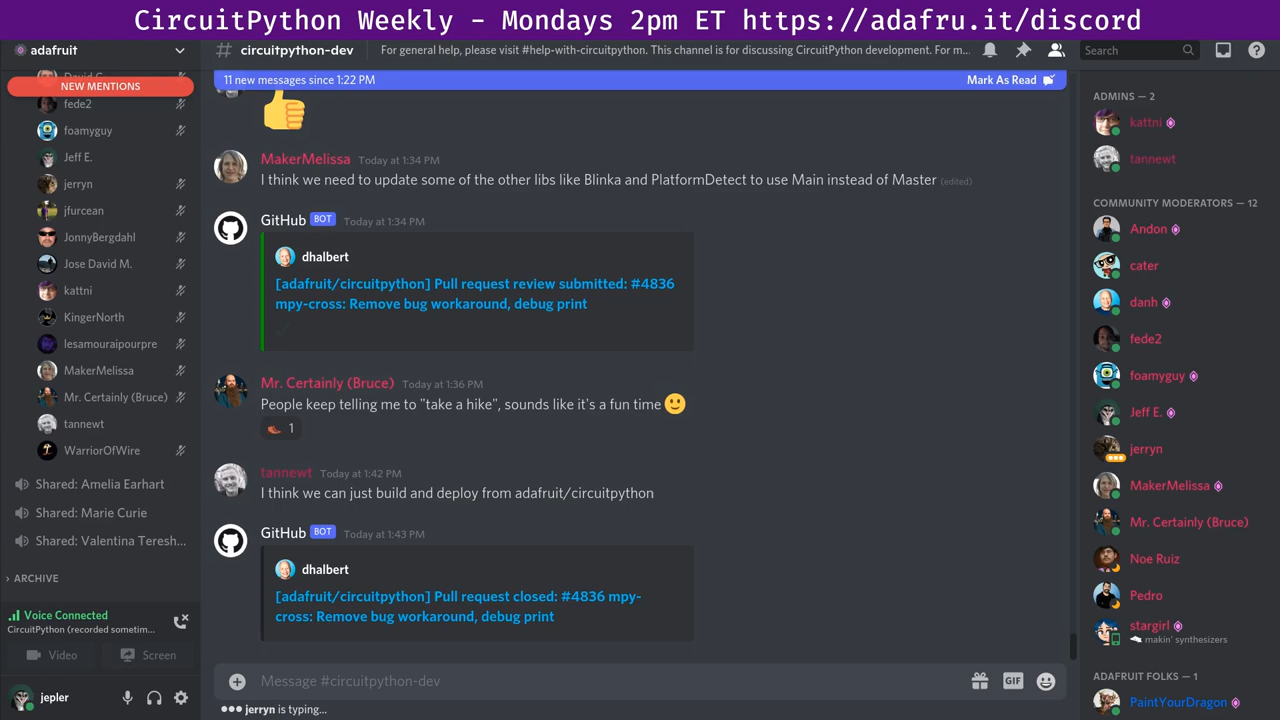 CircuitPython Weekly – Mondays 2pm ET https://adafru.it/discord
adafruit
David G.
NEW MENTIONS
fede2
foamyguy
Jeff E.
jerryn
jfurcean
JonnyBergdahl
Jose David M.
kattni
KingerNorth
lesamouraipourpre
MakerMelissa
Mr. Certainly (Bruce)
tannewt
WarriorOfWire
Shared: Amelia Earhart
Shared: Marie Curie
Shared: Valentina Teresh...
ARCHIVE
Voice Connected
CircuitPython (recorded sometim...
Video
Screen
jepler
# circuitpython-dev
For general help, please visit #help-with-circuitpython. This channel is for discussing CircuitPython development. For m...
Search
11 new messages since 1:22 PM
Mark As Read
MakerMelissa Today at 1:34 PM
I think we need to update some of the other libs like Blinka and PlatformDetect to use Main instead of Master (edited)
GitHub BOT Today at 1:34 PM
dhalbert
[adafruit/circuitpython] Pull request review submitted: #4836
mpy-cross: Remove bug workaround, debug print
Mr. Certainly (Bruce) Today at 1:36 PM
People keep telling me to "take a hike", sounds like it's a fun time 🙂
1
tannewt Today at 1:42 PM
I think we can just build and deploy from adafruit/circuitpython
GitHub BOT Today at 1:43 PM
dhalbert
[adafruit/circuitpython] Pull request closed: #4836 mpy-
cross: Remove bug workaround, debug print
Message #circuitpython-dev
GIF
jerryn is typing...
ADMINS — 2
kattni
tannewt
COMMUNITY MODERATORS — 12
Andon
cater
danh
fede2
foamyguy
Jeff E.
jerryn
MakerMelissa
Mr. Certainly (Bruce)
Noe Ruiz
Pedro
stargirl
makin' synthesizers
ADAFRUIT FOLKS — 1
PaintYourDragon